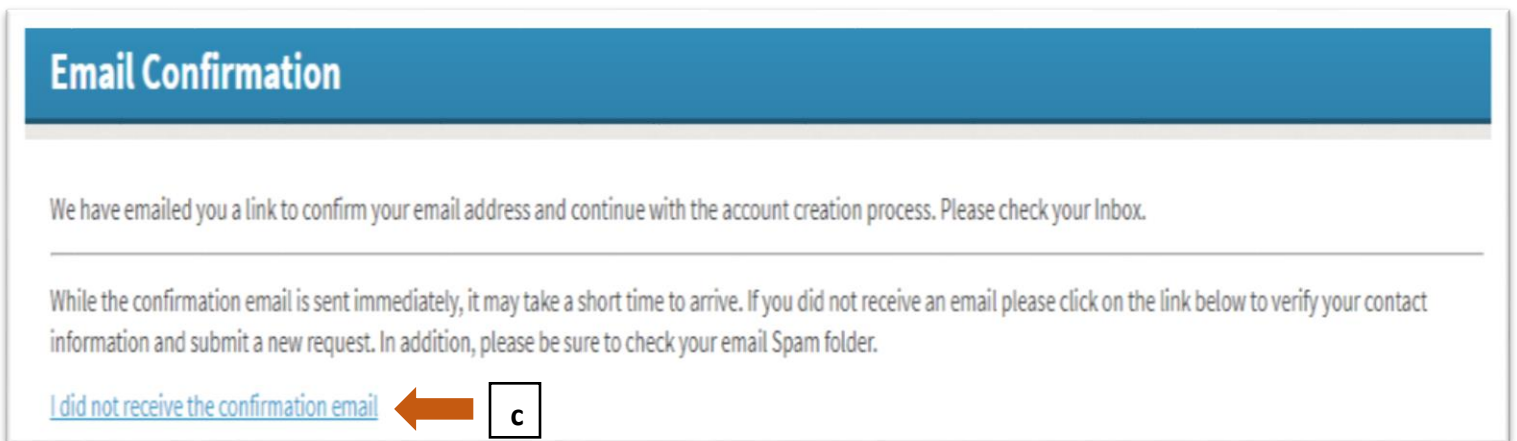 Email Confirmation
We have emailed you a link to confirm your email address and continue with the account creation process. Please check your Inbox.
While the confirmation email is sent immediately, it may take a short time to arrive. If you did not receive an email please click on the link below to verify your contact
information and submit a new request. In addition, please be sure to check your email Spam folder.
I did not receive the confirmation email c